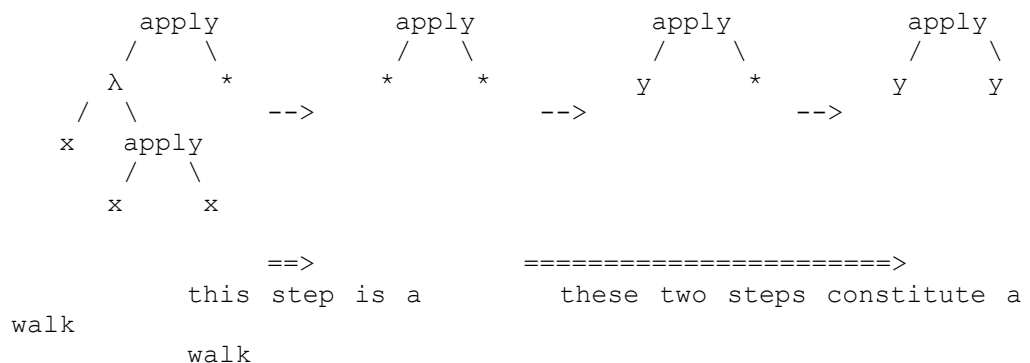 apply apply apply apply
/ \ / \ / \ / \
λ * * * y * y y
/ \ --> --> -->
x apply
/ \
x x
==> =======================>
this step is a these two steps constitute a
walk
walk